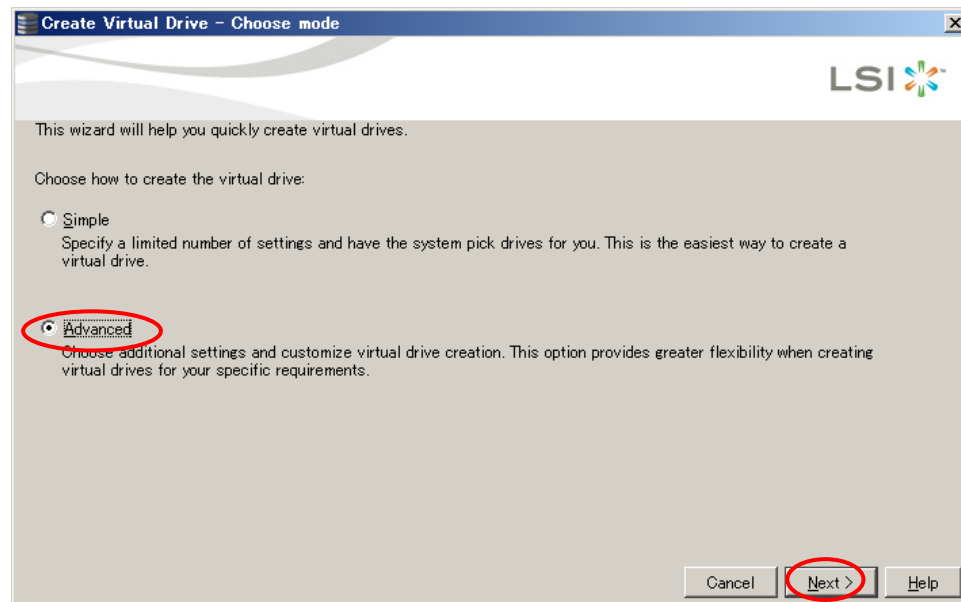 Create Virtual Drive - Choose mode
LSI
This wizard will help you quickly create virtual drives.
Choose how to create the virtual drive:
Simple
Specify a limited number of settings and have the system pick drives for you. This is the easiest way to create a
virtual drive.
Advanced
Choose additional settings and customize virtual drive creation. This option provides greater flexibility when creating
virtual drives for your specific requirements.
Cancel
Next >
Help